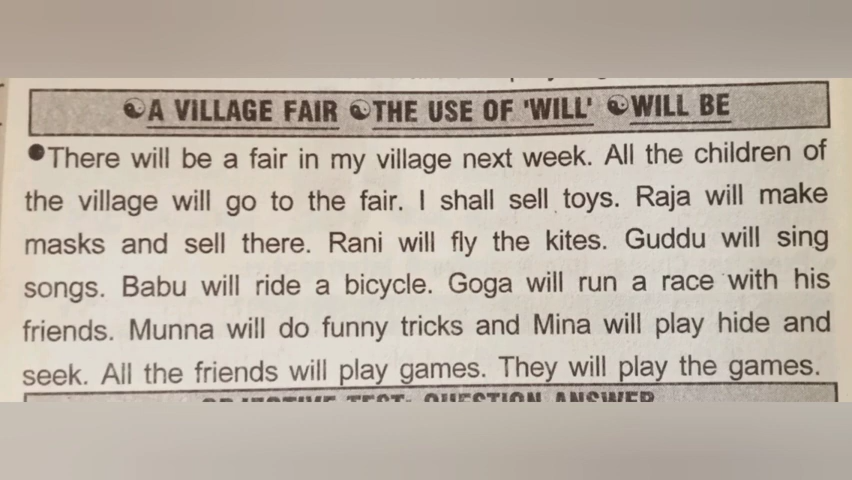 ☯A VILLAGE FAIR ☯THE USE OF 'WILL' ☯WILL BE
●There will be a fair in my village next week. All the children of
the village will go to the fair. I shall sell toys. Raja will make
masks and sell there. Rani will fly the kites. Guddu will sing
songs. Babu will ride a bicycle. Goga will run a race with his
friends. Munna will do funny tricks and Mina will play hide and
seek. All the friends will play games. They will play the games.
OBJECTIVE TEST: QUESTION ANSWER